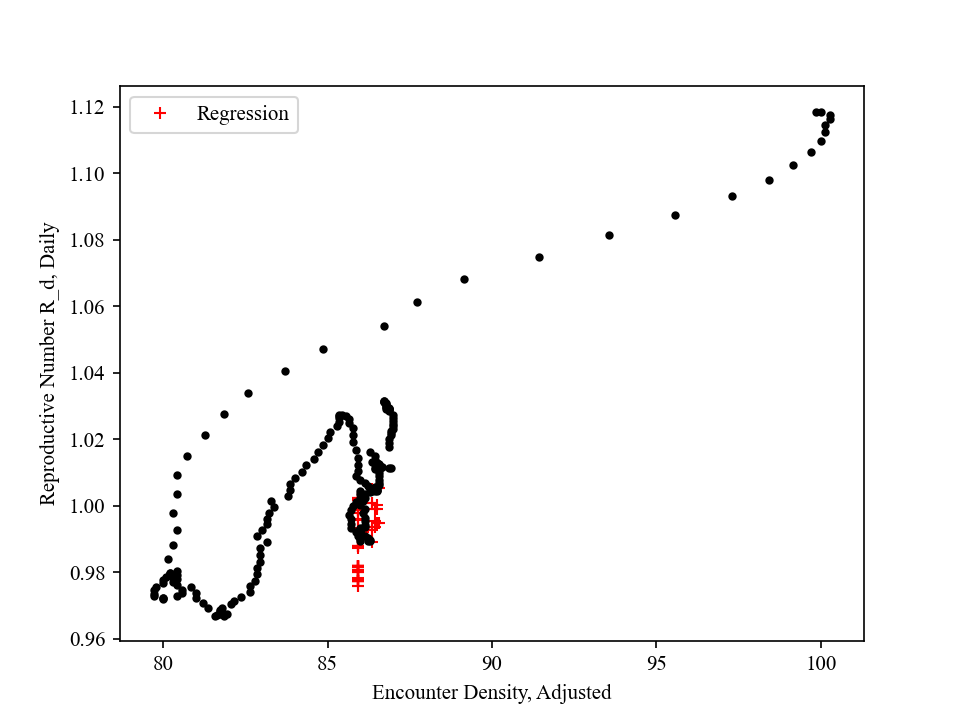 Regression
1.12
1.10
1.08
1.06
1.04
1.02
1.00
0.98
0.96
Reproductive Number R_d, Daily
80 85 90 95 100
Encounter Density, Adjusted